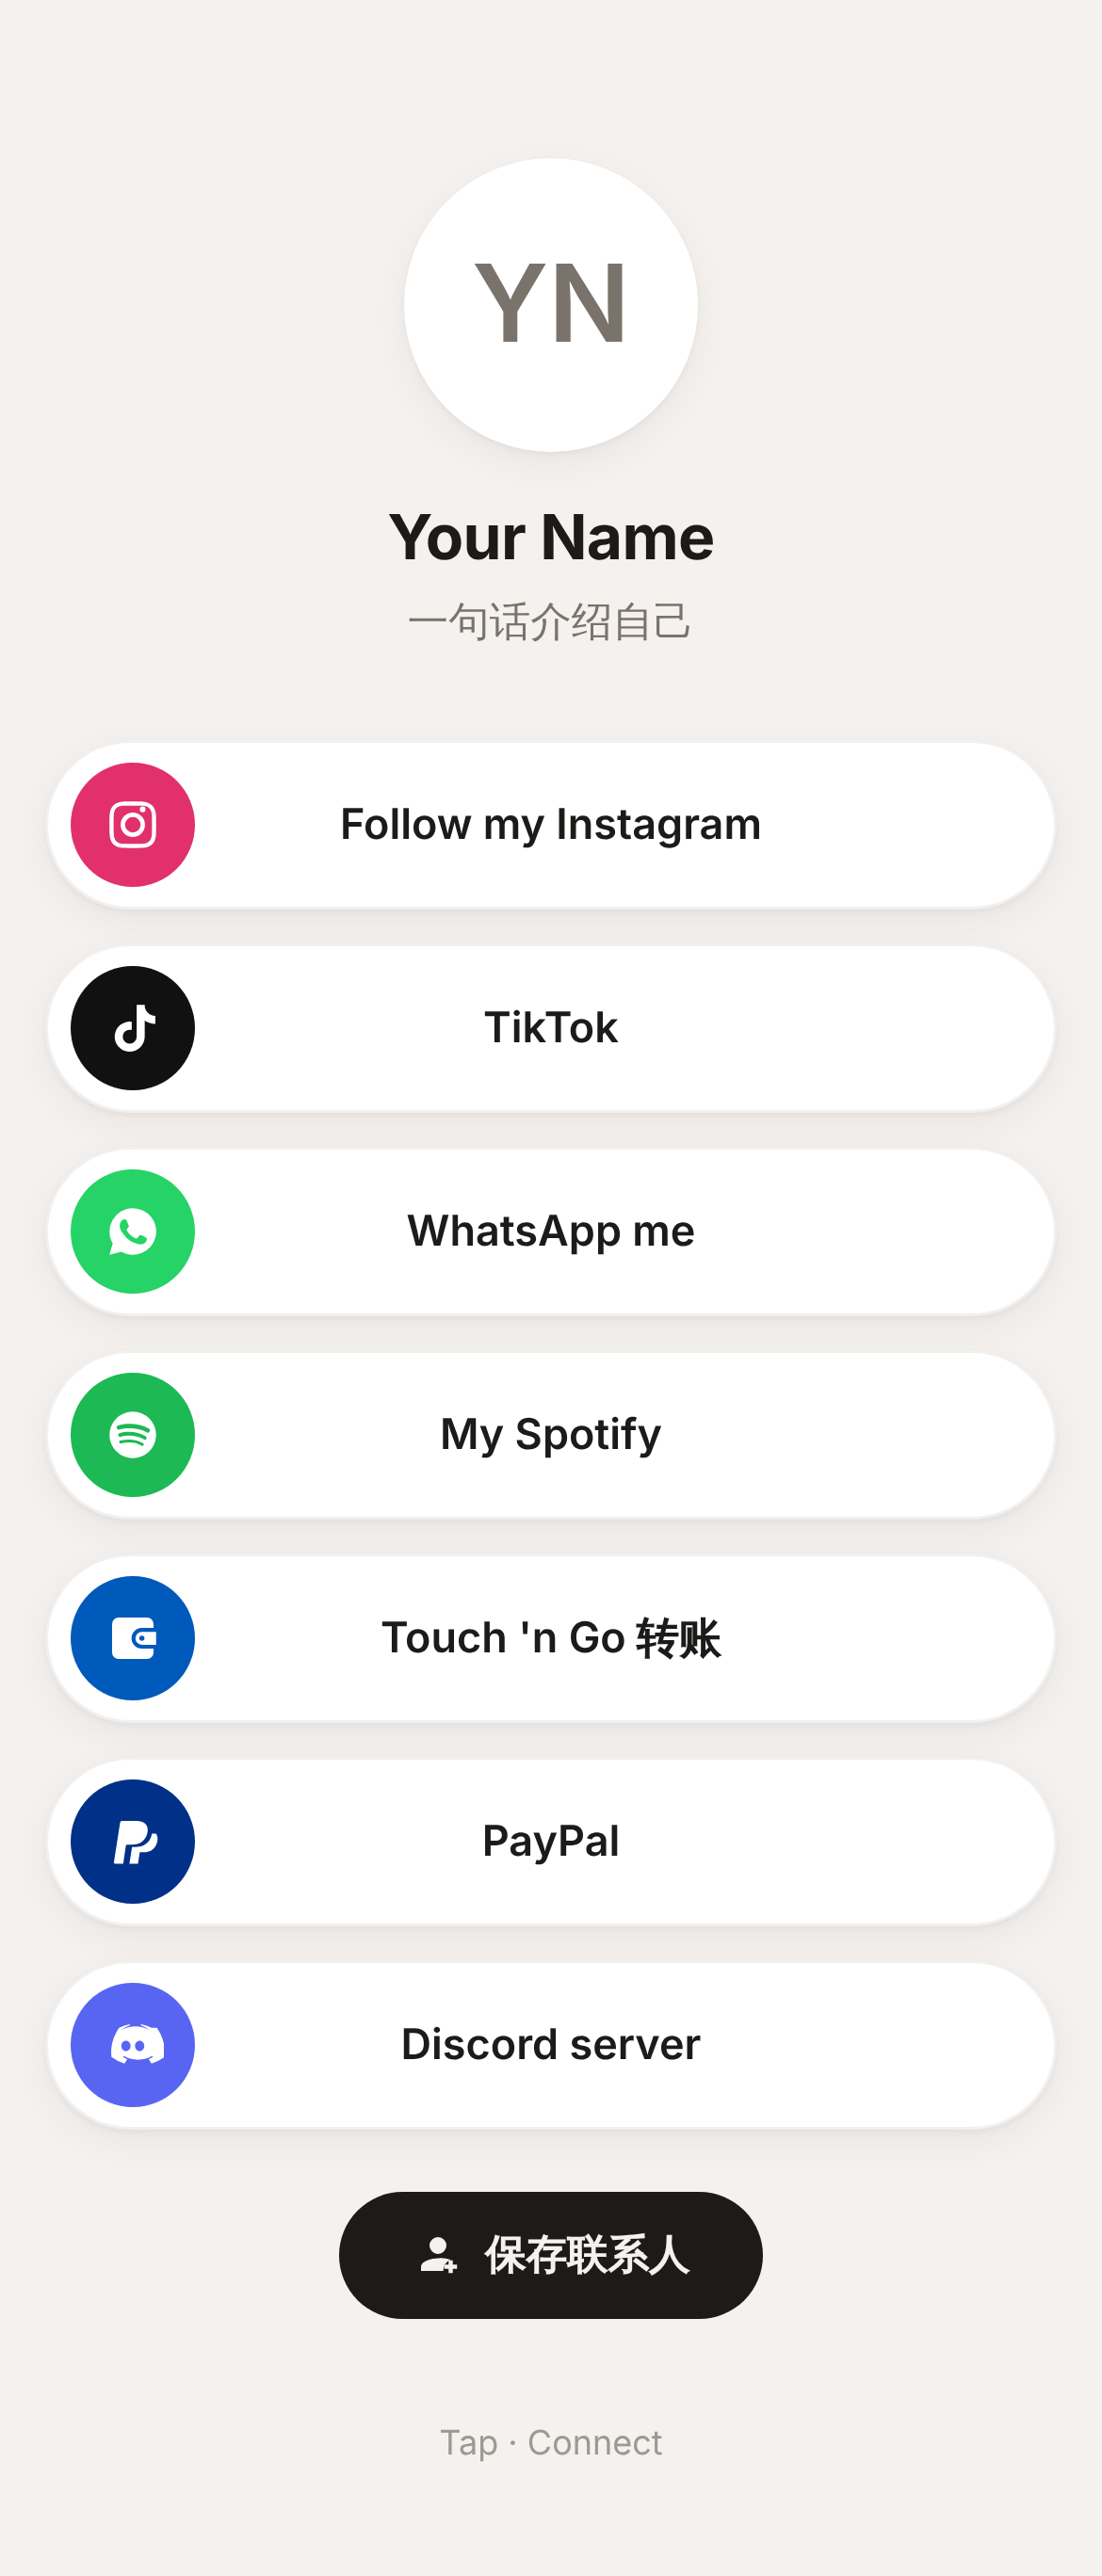 YN
Your Name
一句话介绍自己
Follow my Instagram
TikTok
WhatsApp me
My Spotify
Touch 'n Go 转账
PayPal
Discord server
保存联系人
Tap · Connect